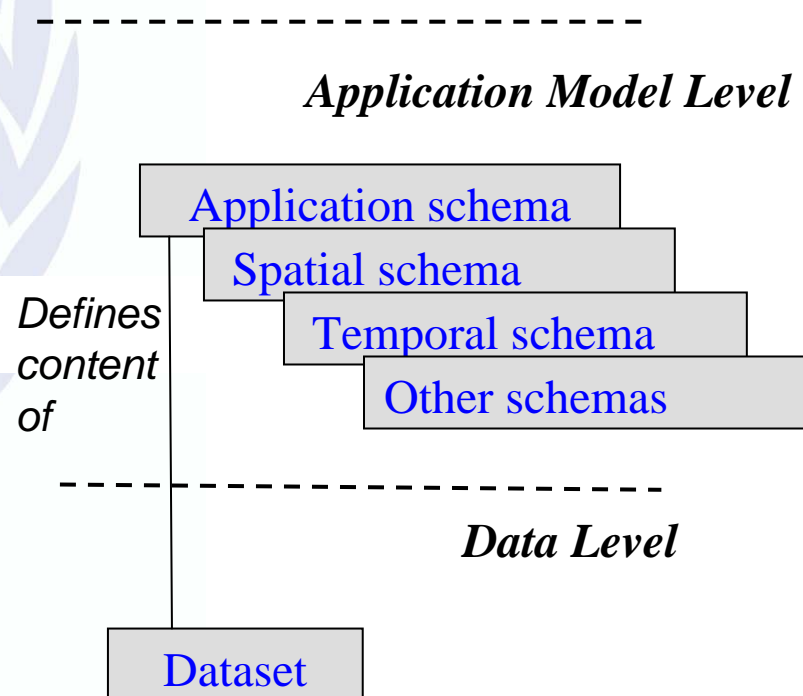 Application Model Level
Application schema
Spatial schema
Temporal schema
Other schemas
Defines
content
of
Data Level
Dataset